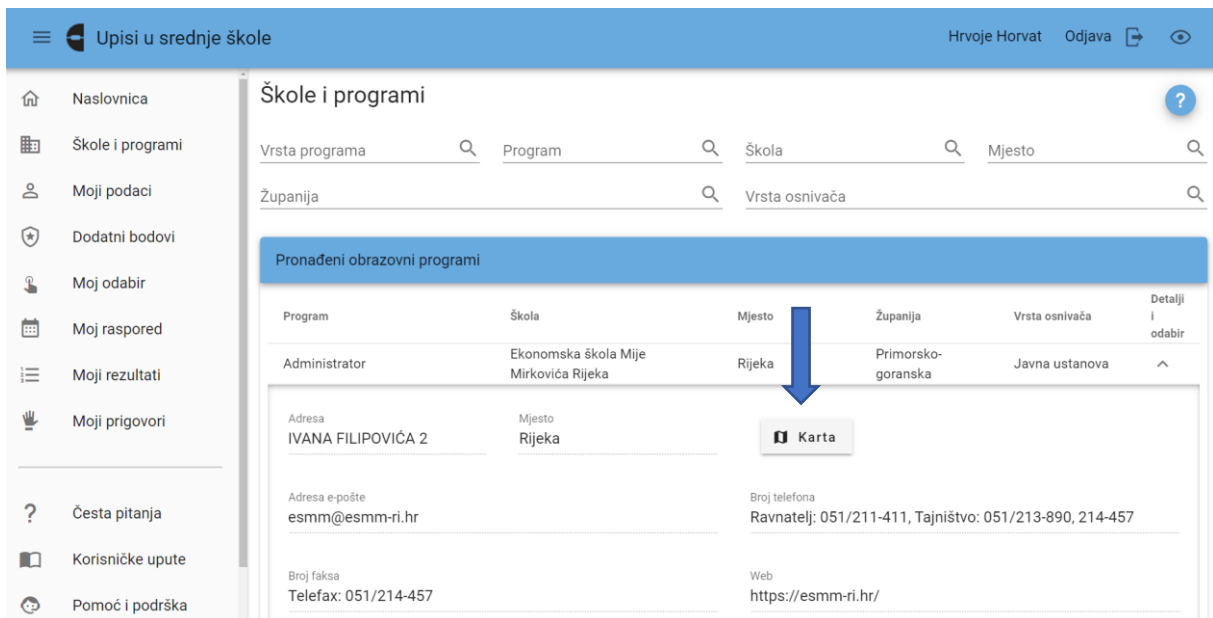 Upisi u srednje škole
Hrvoje Horvat
Odjava
Naslovnica
Škole i programi
Moji podaci
Dodatni bodovi
Moj odabir
Moj raspored
Moji rezultati
Moji prigovori
Česta pitanja
Korisničke upute
Pomoć i podrška
Škole i programi
?
Vrsta programa
Program
Škola
Mjesto
Županija
Vrsta osnivača
Pronađeni obrazovni programi
Program
Škola
Mjesto
Županija
Vrsta osnivača
Detalji
i
odabir
Administrator
Ekonomska škola Mije
Mirkovića Rijeka
Rijeka
Primorsko-
goranska
Javna ustanova
Adresa
IVANA FILIPOVIĆA 2
Mjesto
Rijeka
Karta
Adresa e-pošte
esmm@esmm-ri.hr
Broj telefona
Ravnatelj: 051/211-411, Tajništvo: 051/213-890, 214-457
Broj faksa
Telefax: 051/214-457
Web
https://esmm-ri.hr/